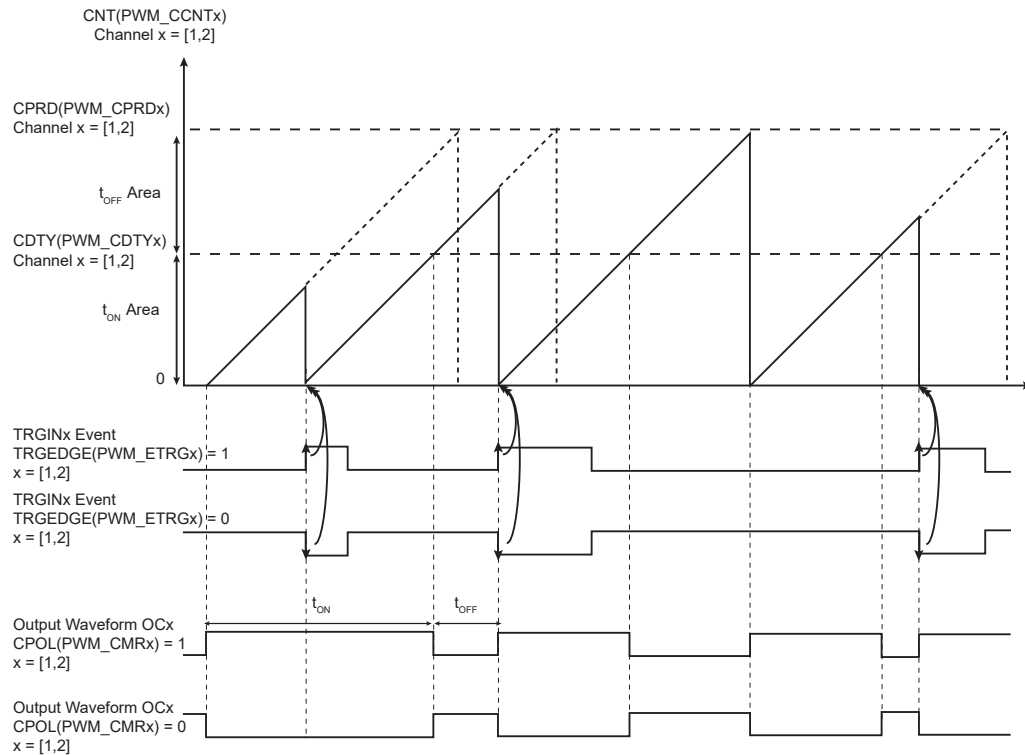 CNT(PWM_CCNTx)
Channel x = [1,2]
CPRD(PWM_CPRDx)
Channel x = [1,2]
tOFF Area
CDTY(PWM_CDTYx)
Channel x = [1,2]
tON Area
0
TRGINx Event
TRGEDGE(PWM_ETRGx) = 1
x = [1,2]
TRGINx Event
TRGEDGE(PWM_ETRGx) = 0
x = [1,2]
tON
tOFF
Output Waveform OCx
CPOL(PWM_CMRx) = 1
x = [1,2]
Output Waveform OCx
CPOL(PWM_CMRx) = 0
x = [1,2]